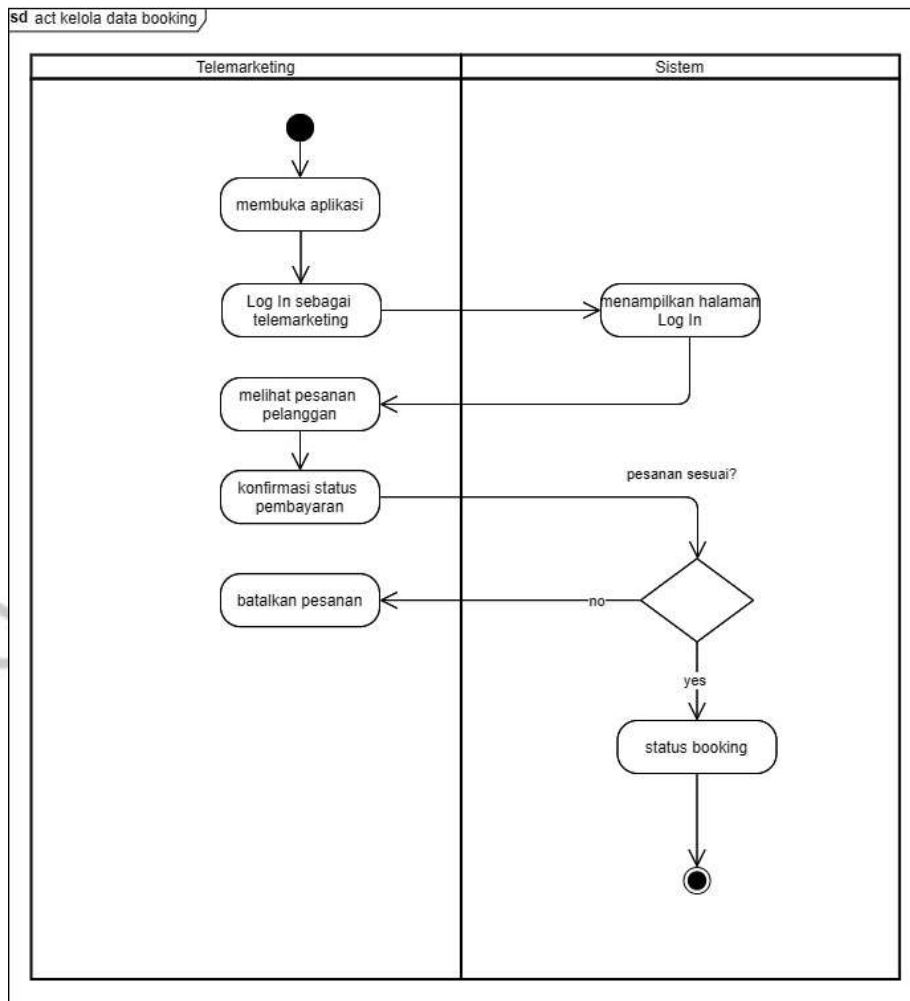 sd act kelola data booking
Telemarketing
Sistem
membuka aplikasi
Log In sebagai
telemarketing
menampilkan halaman
Log In
melihat pesanan
pelanggan
konfirmasi status
pembayaran
pesanan sesuai?
batalkan pesanan
no
yes
status booking